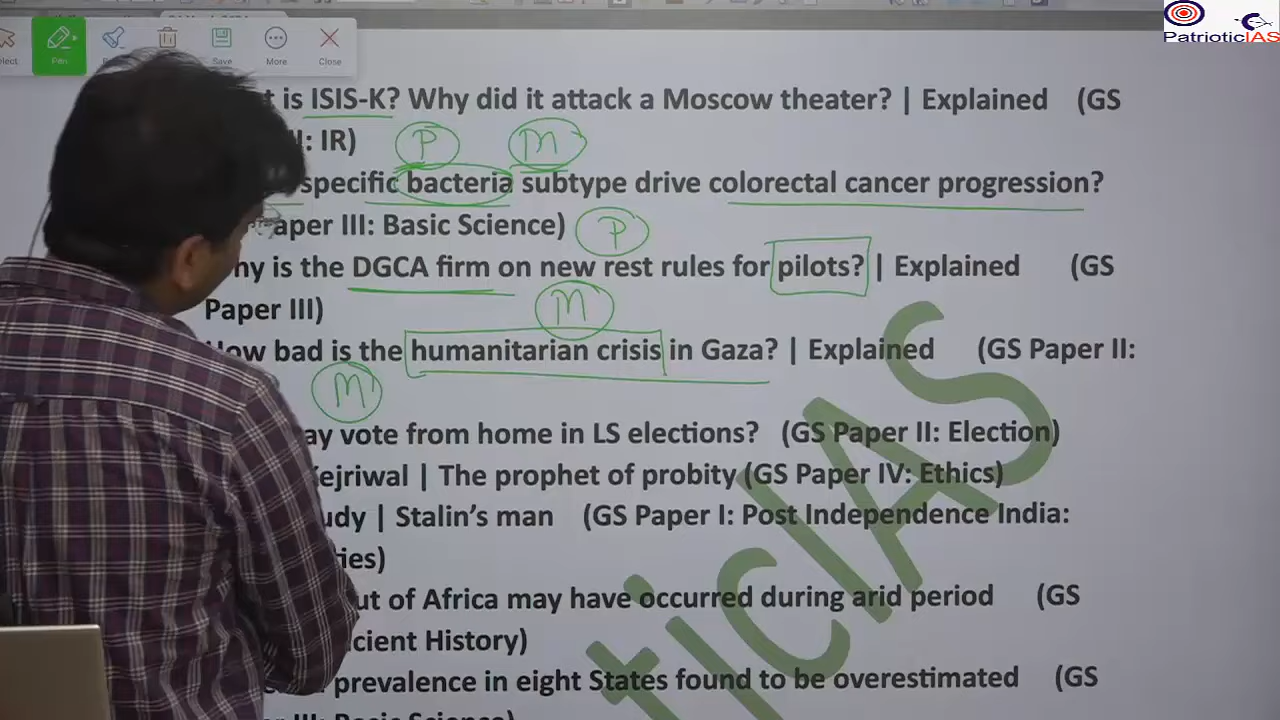 PatrioticIAS
Pen
Save
More
Close
is ISIS-K? Why did it attack a Moscow theater? | Explained (GS
: IR)
P M
specific bacteria subtype drive colorectal cancer progression?
aper III: Basic Science) P
hy is the DGCA firm on new rest rules for pilots? | Explained (GS
Paper III) M
How bad is the humanitarian crisis in Gaza? | Explained (GS Paper II:
M
ay vote from home in LS elections? (GS Paper II: Election)
ejriwal | The prophet of probity (GS Paper IV: Ethics)
udy | Stalin's man (GS Paper I: Post Independence India:
ies)
ut of Africa may have occurred during arid period (GS
cient History)
prevalence in eight States found to be overestimated (GS
ticIAS